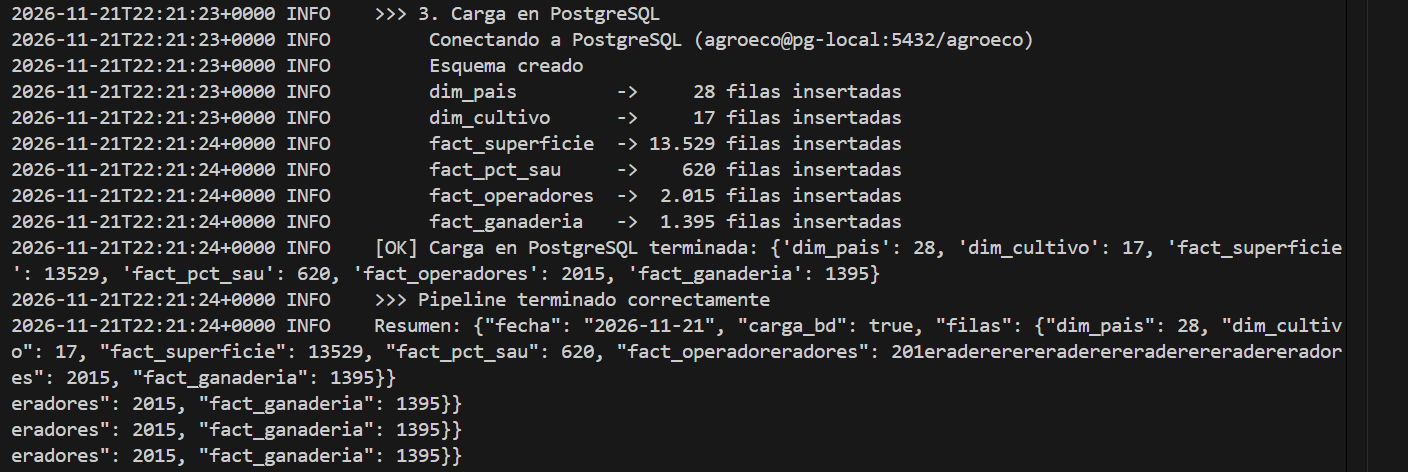 2026-11-21T22:21:23+0000 INFO    >>> 3. Carga en PostgreSQL
2026-11-21T22:21:23+0000 INFO         Conectando a PostgreSQL (agroeco@pg-local:5432/agroeco)
2026-11-21T22:21:23+0000 INFO         Esquema creado
2026-11-21T22:21:23+0000 INFO         dim_pais         ->     28 filas insertadas
2026-11-21T22:21:23+0000 INFO         dim_cultivo      ->     17 filas insertadas
2026-11-21T22:21:24+0000 INFO         fact_superficie  -> 13.529 filas insertadas
2026-11-21T22:21:24+0000 INFO         fact_pct_sau     ->    620 filas insertadas
2026-11-21T22:21:24+0000 INFO         fact_operadores  ->  2.015 filas insertadas
2026-11-21T22:21:24+0000 INFO         fact_ganaderia   ->  1.395 filas insertadas
2026-11-21T22:21:24+0000 INFO    [OK] Carga en PostgreSQL terminada: {'dim_pais': 28, 'dim_cultivo': 17, 'fact_superficie
': 13529, 'fact_pct_sau': 620, 'fact_operadores': 2015, 'fact_ganaderia': 1395}
2026-11-21T22:21:24+0000 INFO    >>> Pipeline terminado correctamente
2026-11-21T22:21:24+0000 INFO    Resumen: {"fecha": "2026-11-21", "carga_bd": true, "filas": {"dim_pais": 28, "dim_cultiv
o": 17, "fact_superficie": 13529, "fact_pct_sau": 620, "fact_operadoreradores": 201eradererereraderereraderereradereradор
es": 2015, "fact_ganaderia": 1395}}
eradores": 2015, "fact_ganaderia": 1395}}
eradores": 2015, "fact_ganaderia": 1395}}
eradores": 2015, "fact_ganaderia": 1395}}